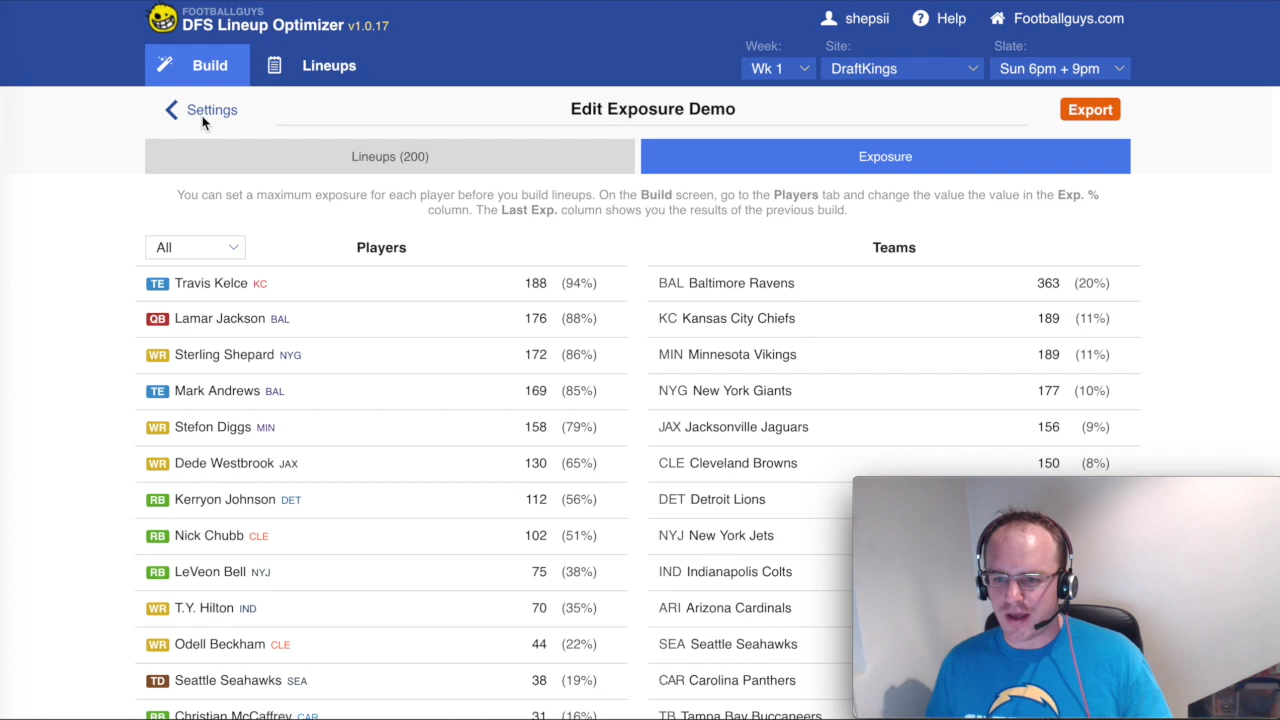 FOOTBALLGUYS
DFS Lineup Optimizer v1.0.17
shepsii Help Footballguys.com
Build Lineups
Week: Site: Slate:
Wk 1 DraftKings Sun 6pm + 9pm
Settings Edit Exposure Demo Export
Lineups (200) Exposure
You can set a maximum exposure for each player before you build lineups. On the Build screen, go to the Players tab and change the value the value in the Exp. %
column. The Last Exp. column shows you the results of the previous build.
All Players Teams
TE Travis Kelce KC 188 (94%) BAL Baltimore Ravens 363 (20%)
QB Lamar Jackson BAL 176 (88%) KC Kansas City Chiefs 189 (11%)
WR Sterling Shepard NYG 172 (86%) MIN Minnesota Vikings 189 (11%)
TE Mark Andrews BAL 169 (85%) NYG New York Giants 177 (10%)
WR Stefon Diggs MIN 158 (79%) JAX Jacksonville Jaguars 156 (9%)
WR Dede Westbrook JAX 130 (65%) CLE Cleveland Browns 150 (8%)
RB Kerryon Johnson DET 112 (56%) DET Detroit Lions
RB Nick Chubb CLE 102 (51%) NYJ New York Jets
RB LeVeon Bell NYJ 75 (38%) IND Indianapolis Colts
WR T.Y. Hilton IND 70 (35%) ARI Arizona Cardinals
WR Odell Beckham CLE 44 (22%) SEA Seattle Seahawks
TD Seattle Seahawks SEA 38 (19%) CAR Carolina Panthers
RB Christian McCaffrey CAR 31 (16%) TB Tampa Bay Buccaneers